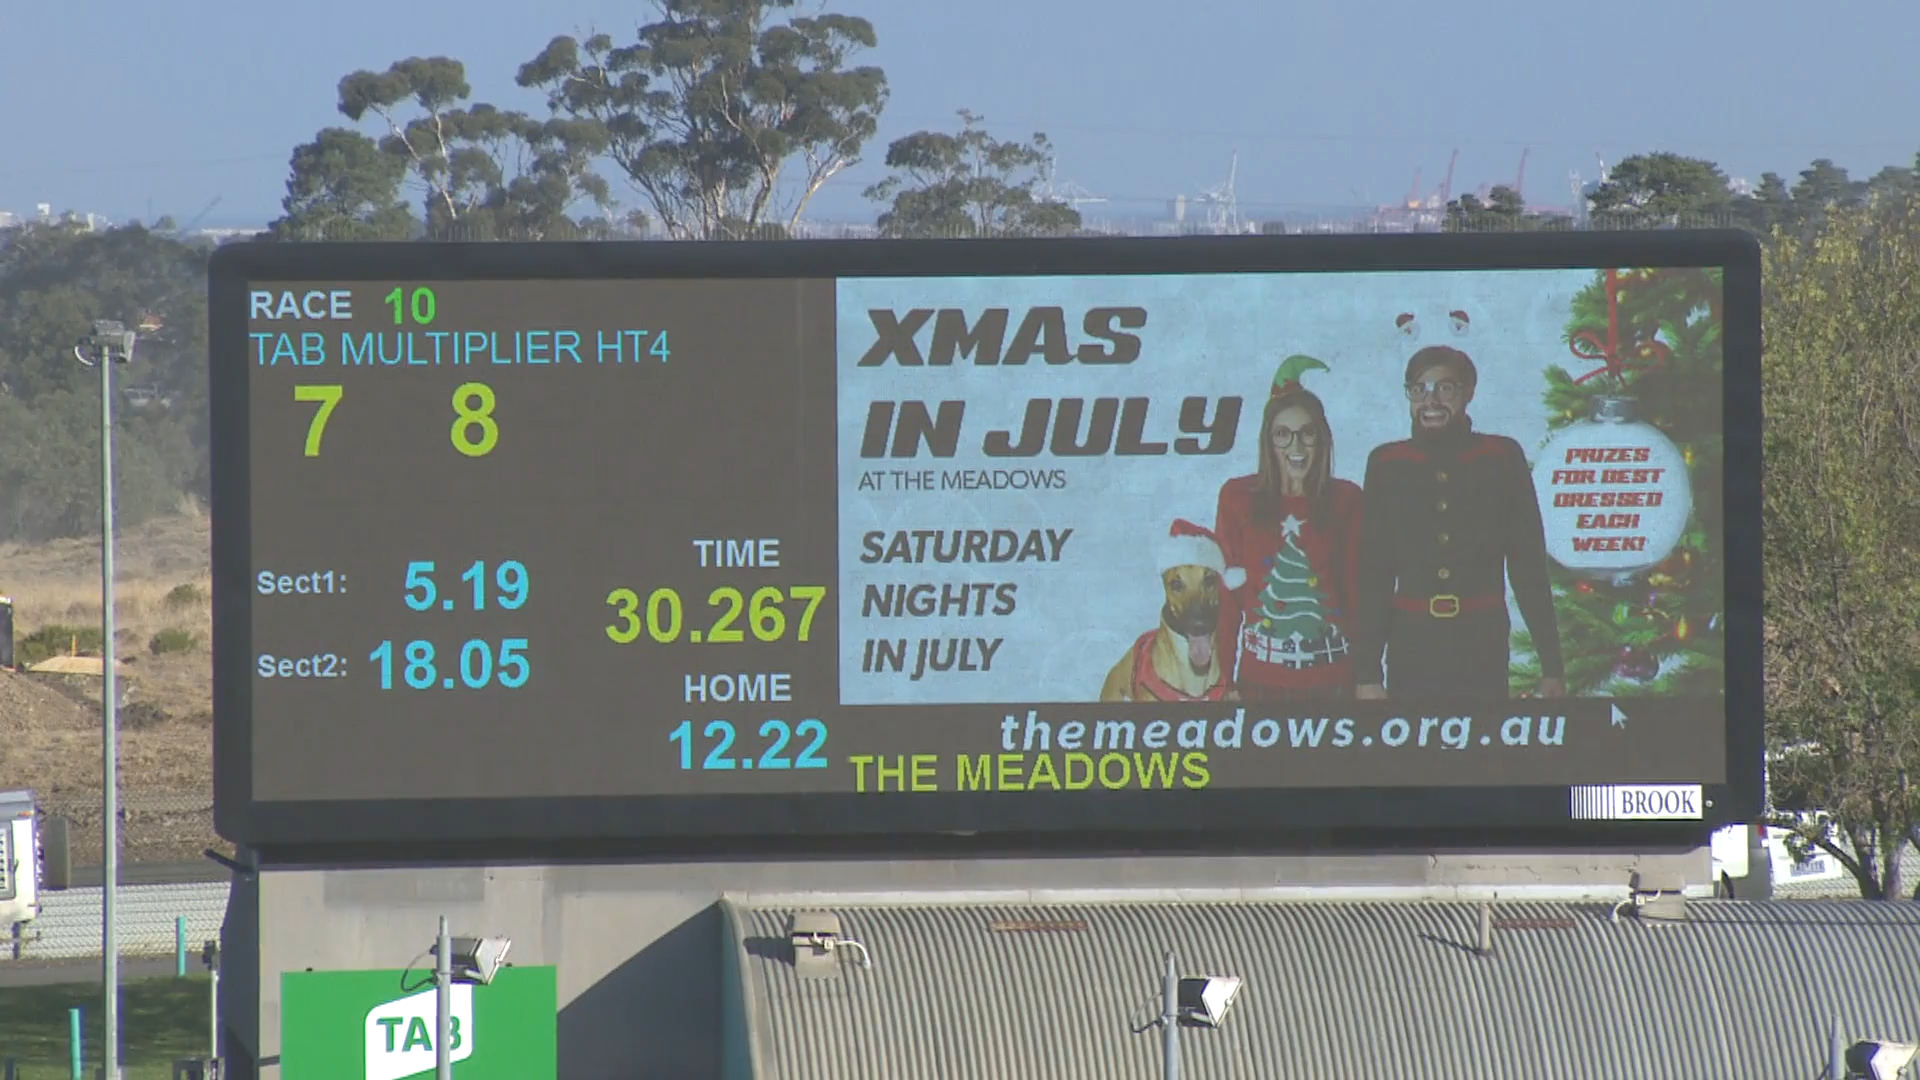 RACE 10
TAB MULTIPLIER HT4
7 8
Sect1: 5.19
Sect2: 18.05
TIME
30.267
HOME
12.22
XMAS
IN JULY
AT THE MEADOWS
SATURDAY
NIGHTS
IN JULY
PRIZES
FOR BEST
DRESSED
EACH
WEEK!
themeadows.org.au
THE MEADOWS
BROOK
TAB